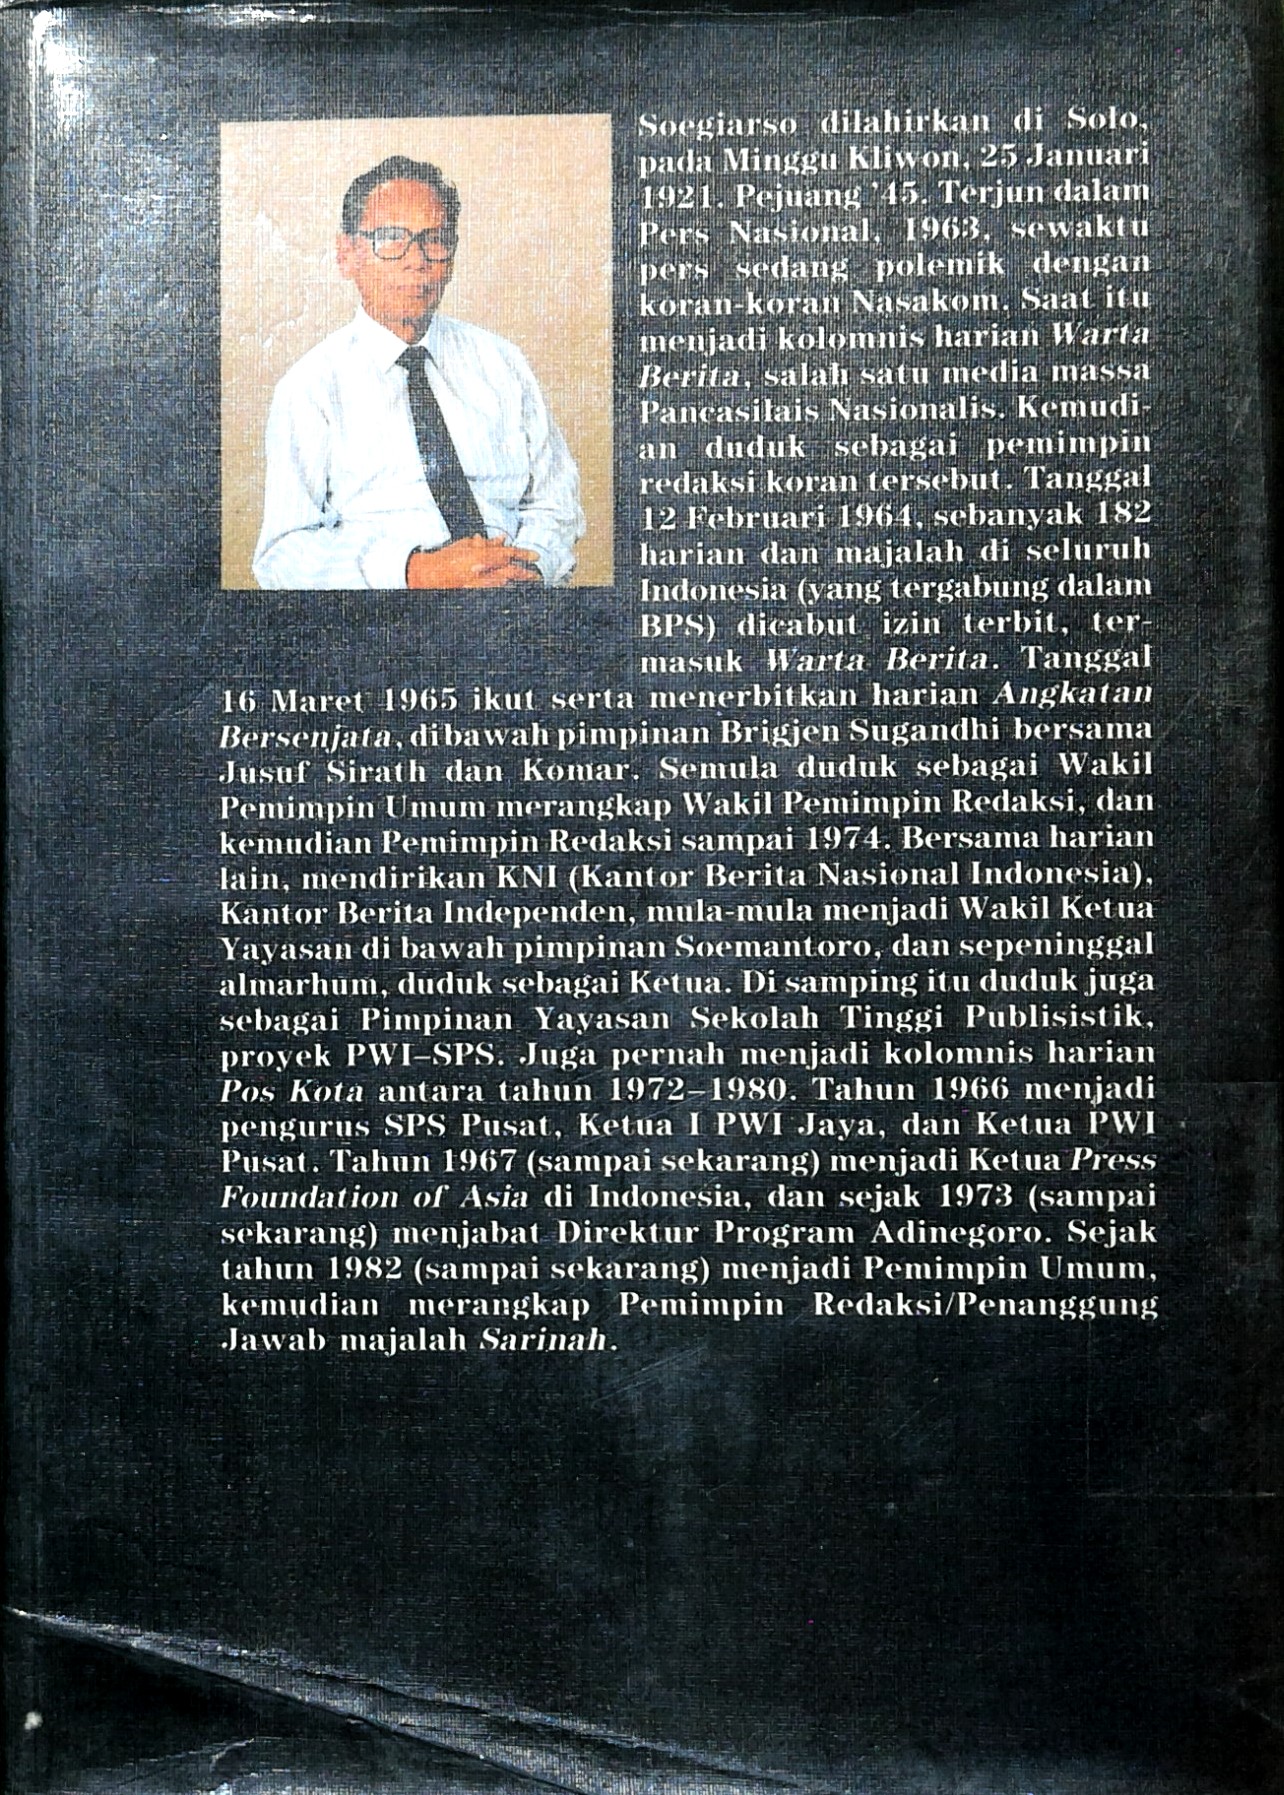 Soegiarso dilahirkan di Solo,
pada Minggu Kliwon, 25 Januari
1921. Pejuang '45. Terjun dalam
Pers Nasional, 1963, sewaktu
pers sedang polemik dengan
koran-koran Nasakom. Saat itu
menjadi kolomnis harian Warta
Berita, salah satu media massa
Pancasilais Nasionalis. Kemudi-
an duduk sebagai pemimpin
redaksi koran tersebut. Tanggal
12 Februari 1964, sebanyak 182
harian dan majalah di seluruh
Indonesia (yang tergabung dalam
BPS) dicabut izin terbit, ter-
masuk Warta Berita. Tanggal
16 Maret 1965 ikut serta menerbitkan harian Angkatan
Bersenjata, dibawah pimpinan Brigjen Sugandhi bersama
Jusuf Sirath dan Komar. Semula duduk sebagai Wakil
Pemimpin Umum merangkap Wakil Pemimpin Redaksi, dan
kemudian Pemimpin Redaksi sampai 1974. Bersama harian
lain, mendirikan KNI (Kantor Berita Nasional Indonesia),
Kantor Berita Independen, mula-mula menjadi Wakil Ketua
Yayasan di bawah pimpinan Soemantoro, dan sepeninggal
almarhum, duduk sebagai Ketua. Di samping itu duduk juga
sebagai Pimpinan Yayasan Sekolah Tinggi Publisistik,
proyek PWI–SPS. Juga pernah menjadi kolomnis harian
Pos Kota antara tahun 1972–1980. Tahun 1966 menjadi
pengurus SPS Pusat, Ketua I PWI Jaya, dan Ketua PWI
Pusat. Tahun 1967 (sampai sekarang) menjadi Ketua Press
Foundation of Asia di Indonesia, dan sejak 1973 (sampai
sekarang) menjabat Direktur Program Adinegoro. Sejak
tahun 1982 (sampai sekarang) menjadi Pemimpin Umum,
kemudian merangkap Pemimpin Redaksi/Penanggung
Jawab majalah Sarinah.